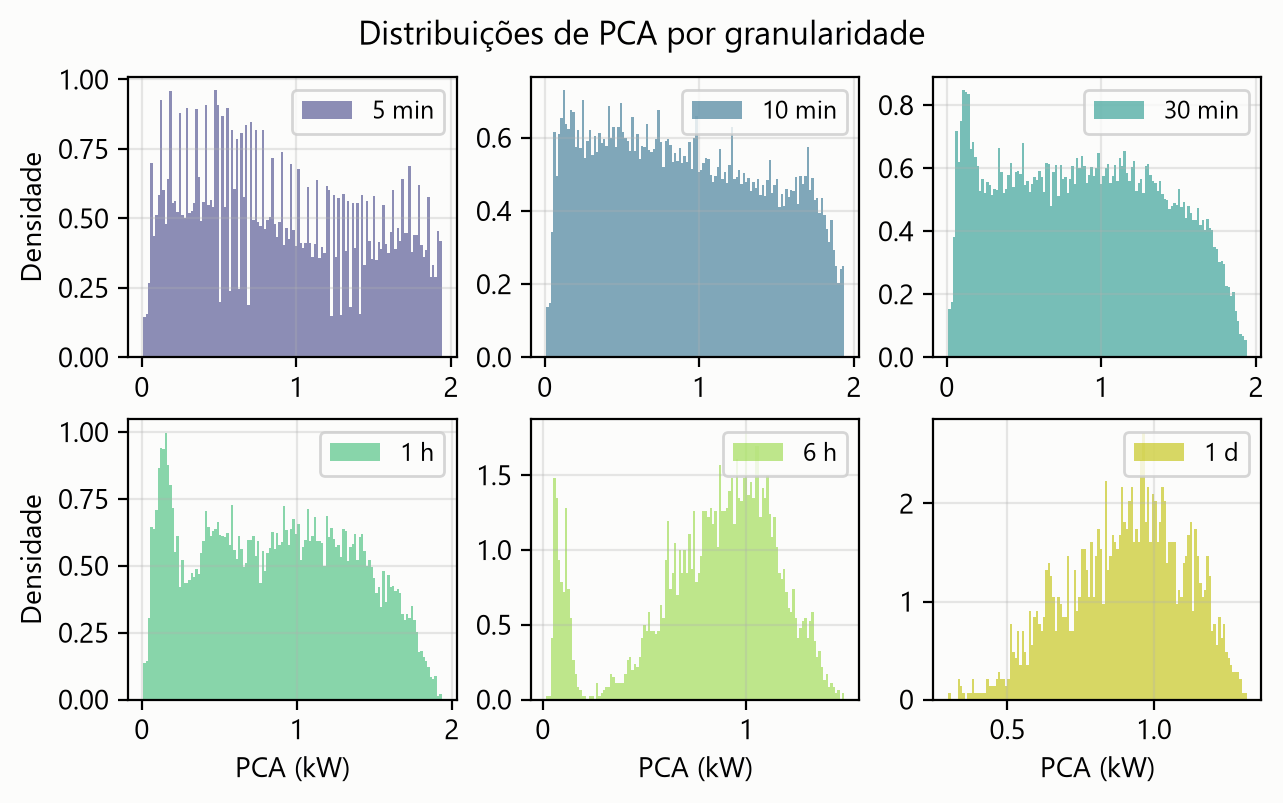 Distribuições de PCA por granularidade
1.00
0.75
0.50
0.25
0.00
Densidade
5 min
0 1 2
0.6
0.4
0.2
0.0
10 min
0 1 2
0.8
0.6
0.4
0.2
0.0
30 min
0 1 2
1.00
0.75
0.50
0.25
0.00
Densidade
1 h
0 1 2
PCA (kW)
1.5
1.0
0.5
0.0
6 h
0 1
PCA (kW)
2
1
0
1 d
0.5 1.0
PCA (kW)